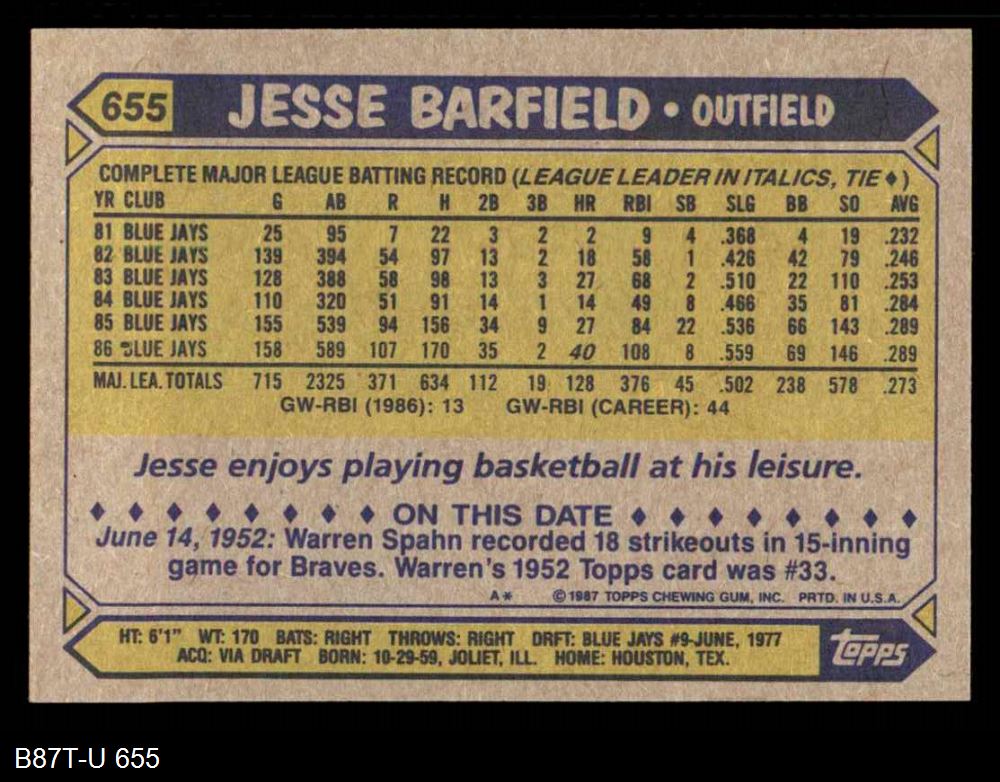 655 JESSE BARFIELD • OUTFIELD
COMPLETE MAJOR LEAGUE BATTING RECORD (LEAGUE LEADER IN ITALICS, TIE ♦)
YR CLUB G AB R H 2B 3B HR RBI SB SLG BB SO AVG
81 BLUE JAYS 25 95 7 22 3 2 2 9 4 .368 4 19 .232
82 BLUE JAYS 139 394 54 97 13 2 18 58 1 .426 42 79 .246
83 BLUE JAYS 128 388 58 98 13 3 27 68 2 .510 22 110 .253
84 BLUE JAYS 110 320 51 91 14 1 14 49 8 .466 35 81 .284
85 BLUE JAYS 155 539 94 156 34 9 27 84 22 .536 66 143 .289
86 BLUE JAYS 158 589 107 170 35 2 40 108 8 .559 69 146 .289
MAJ. LEA. TOTALS 715 2325 371 634 112 19 128 376 45 .502 238 578 .273
GW-RBI (1986): 13 GW-RBI (CAREER): 44
Jesse enjoys playing basketball at his leisure.
♦ ♦ ♦ ♦ ♦ ♦ ♦ ♦ ON THIS DATE ♦ ♦ ♦ ♦ ♦ ♦ ♦ ♦
June 14, 1952: Warren Spahn recorded 18 strikeouts in 15-inning
game for Braves. Warren's 1952 Topps card was #33.
A* © 1987 TOPPS CHEWING GUM, INC. PRTD. IN U.S.A.
HT: 6'1" WT: 170 BATS: RIGHT THROWS: RIGHT DRFT: BLUE JAYS #9-JUNE, 1977
ACQ: VIA DRAFT BORN: 10-29-59, JOLIET, ILL. HOME: HOUSTON, TEX.
Topps
B87T-U 655